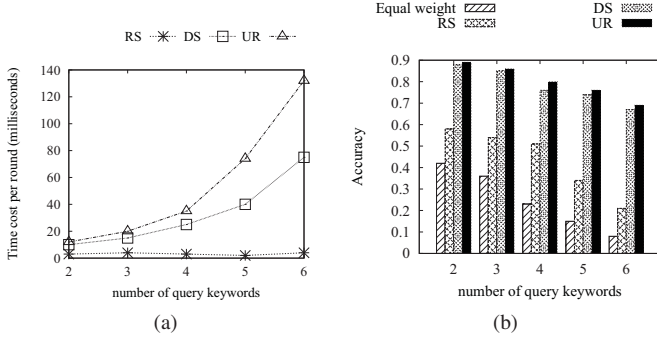 RS DS UR
Time cost per round (milliseconds)
140
120
100
80
60
40
20
0
2 3 4 5 6
number of query keywords
(a)
Equal weight DS
RS UR
Accuracy
0.9
0.8
0.7
0.6
0.5
0.4
0.3
0.2
0.1
0
2 3 4 5 6
number of query keywords
(b)